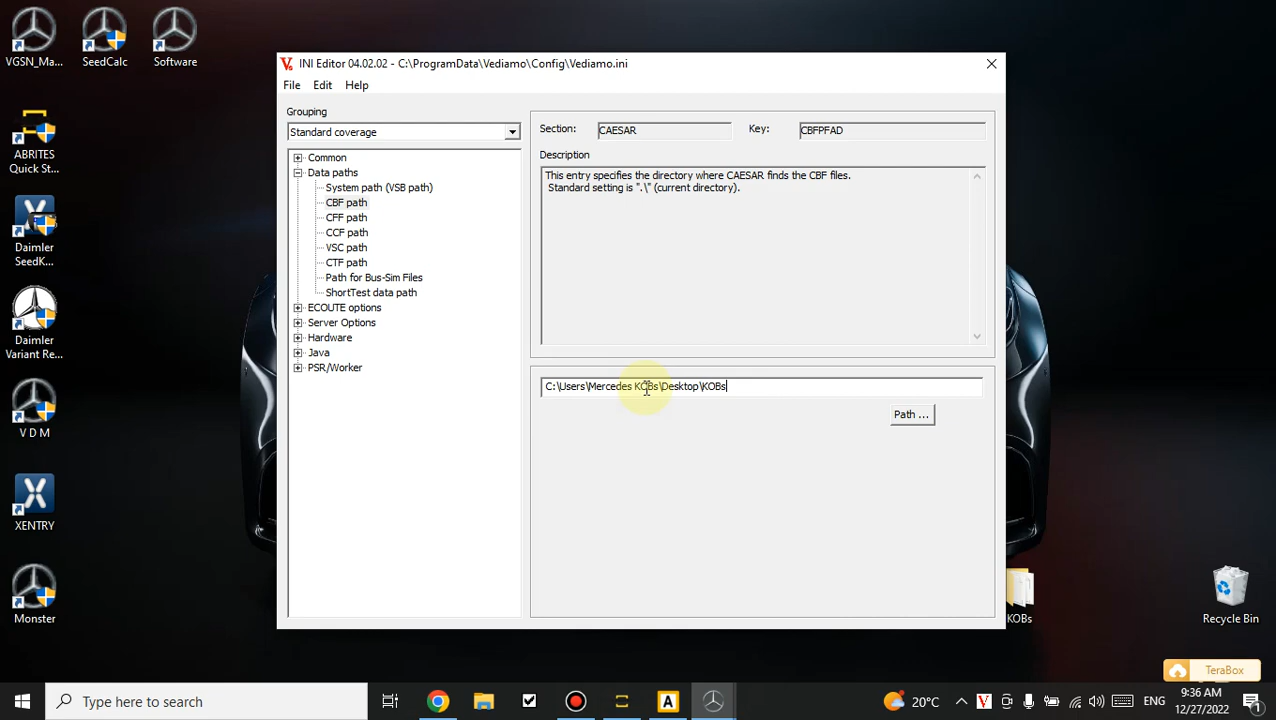 VGSN_Ma...
SeedCalc
Software
ABRITES
Quick St...
Daimler
SeedK...
Daimler
Variant Re...
V D M
XENTRY
Monster
INI Editor 04.02.02 - C:\ProgramData\Vediamo\Config\Vediamo.ini
File Edit Help
Grouping
Standard coverage
Common
Data paths
System path (VSB path)
CBF path
CFF path
CCF path
VSC path
CTF path
Path for Bus-Sim Files
ShortTest data path
ECOUTE options
Server Options
Hardware
Java
PSR/Worker
Section: CAESAR Key: CBFPFAD
Description
This entry specifies the directory where CAESAR finds the CBF files.
Standard setting is ".\" (current directory).
C:\Users\Mercedes KOBs\Desktop\KOBs
Path ...
KOBs
Recycle Bin
TeraBox
Type here to search
20°C
ENG
9:36 AM
12/27/2022
1